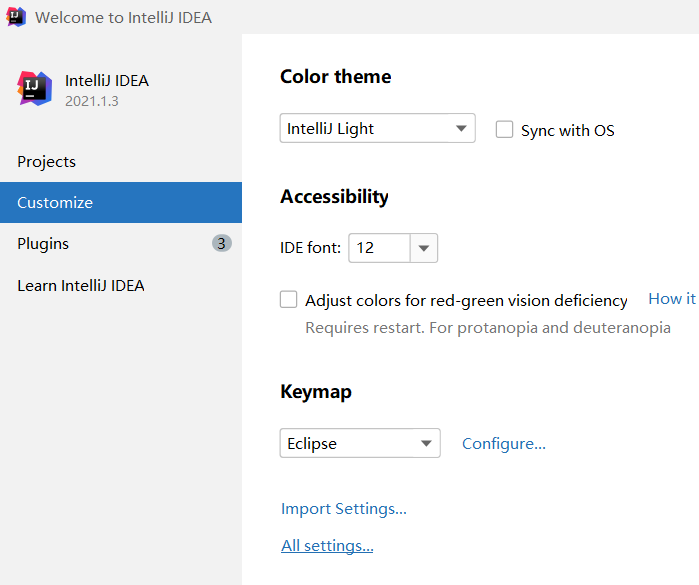 Welcome to IntelliJ IDEA
IntelliJ IDEA
2021.1.3
Projects
Customize
Plugins 3
Learn IntelliJ IDEA
Color theme
IntelliJ Light Sync with OS
Accessibility
IDE font: 12
Adjust colors for red-green vision deficiency How it
Requires restart. For protanopia and deuteranopia
Keymap
Eclipse Configure...
Import Settings...
All settings...